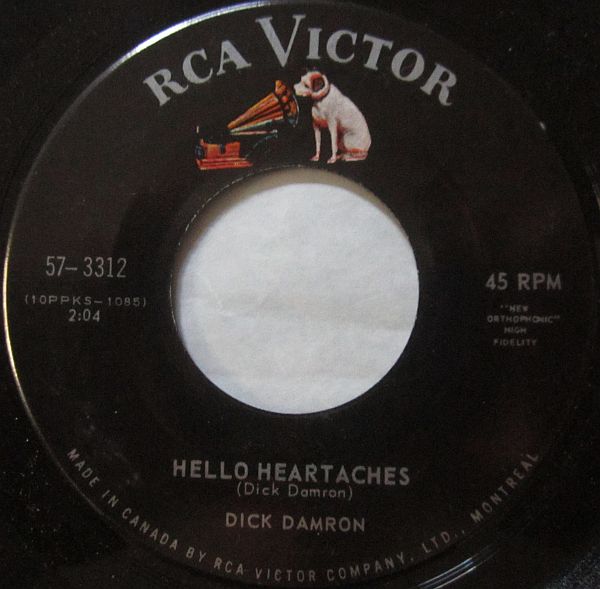 RCA VICTOR
57-3312
(10PPKS-1085)
2:04
45 RPM
"NEW
ORTHOPHONIC"
HIGH
FIDELITY
HELLO HEARTACHES
(Dick Damron)
DICK DAMRON
MADE IN CANADA BY RCA VICTOR COMPANY, LTD., MONTREAL